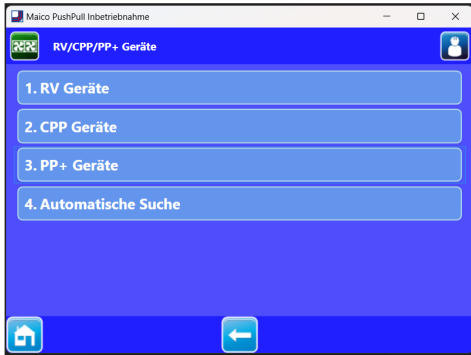 Maico PushPull Inbetriebnahme
RV/CPP/PP+ Geräte
1. RV Geräte
2. CPP Geräte
3. PP+ Geräte
4. Automatische Suche